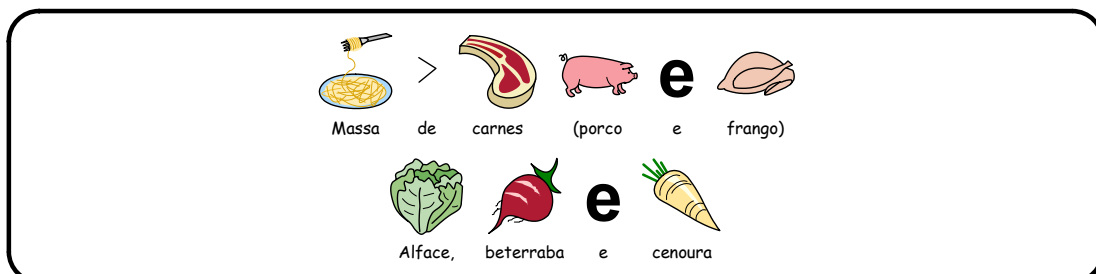 e
Massa de carnes (porco e frango)
e
Alface, beterraba e cenoura